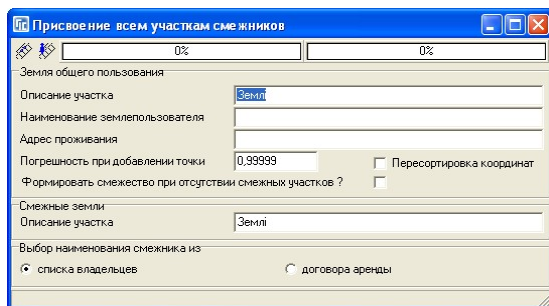 Присвоение всем участкам смежников
0% 0%
Земля общего пользования
Описание участка Землі
Наименование землепользователя
Адрес проживания
Погрешность при добавлении точки 0,99999 Пересортировка координат
Формировать смежество при отсутствии смежных участков ?
Смежные земли
Описание участка Землі
Выбор наименования смежника из
списка владельцев договора аренды